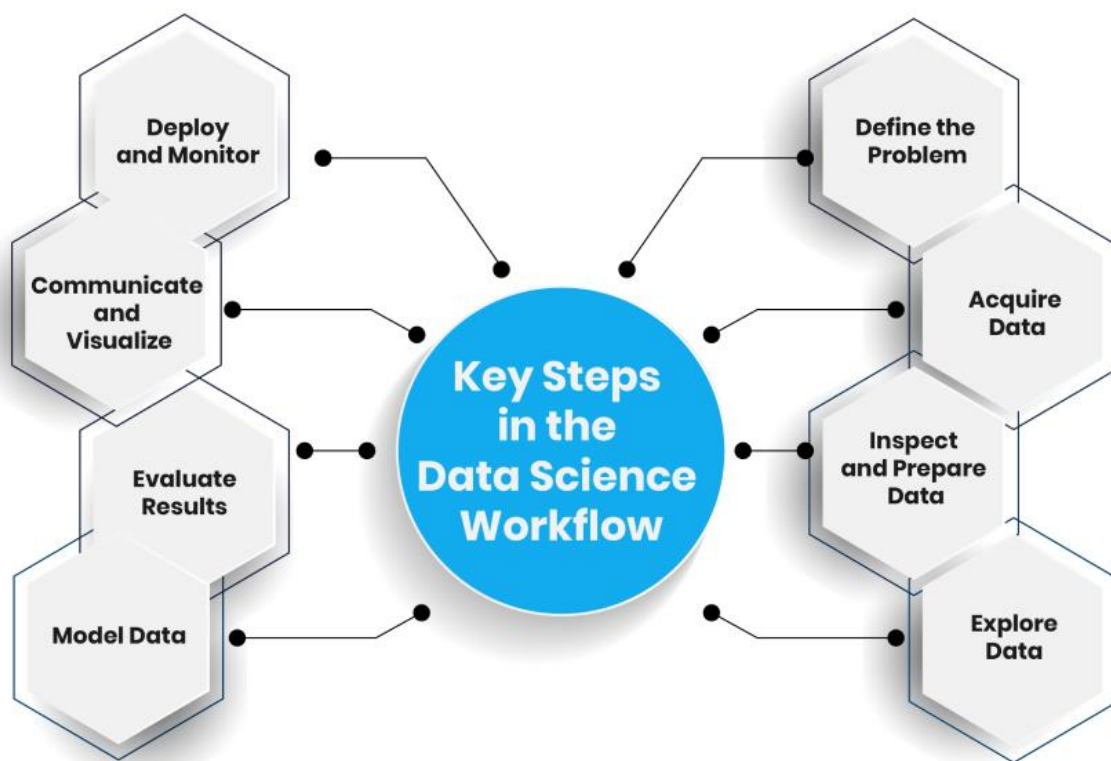 Deploy
and Monitor
Define the
Problem
Communicate
and
Visualize
Acquire
Data
Key Steps
in the
Data Science
Workflow
Evaluate
Results
Inspect
and Prepare
Data
Model Data
Explore
Data